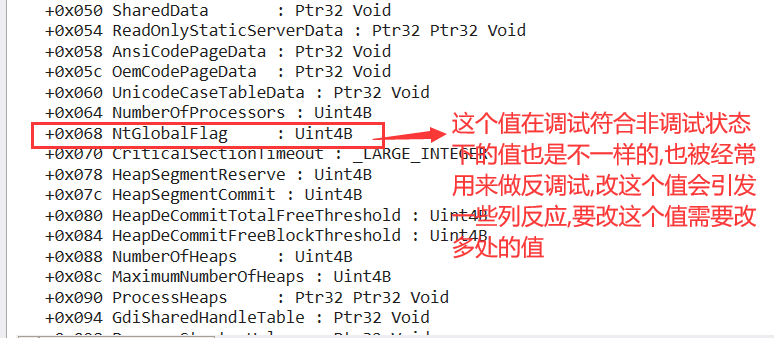 +0x050 SharedData : Ptr32 Void
+0x054 ReadOnlyStaticServerData : Ptr32 Ptr32 Void
+0x058 AnsiCodePageData : Ptr32 Void
+0x05c OemCodePageData : Ptr32 Void
+0x060 UnicodeCaseTableData : Ptr32 Void
+0x064 NumberOfProcessors : Uint4B
+0x068 NtGlobalFlag : Uint4B
+0x070 CriticalSectionTimeout : _LARGE_INTEGER
+0x078 HeapSegmentReserve : Uint4B
+0x07c HeapSegmentCommit : Uint4B
+0x080 HeapDeCommitTotalFreeThreshold : Uint4B
+0x084 HeapDeCommitFreeBlockThreshold : Uint4B
+0x088 NumberOfHeaps : Uint4B
+0x08c MaximumNumberOfHeaps : Uint4B
+0x090 ProcessHeaps : Ptr32 Ptr32 Void
+0x094 GdiSharedHandleTable : Ptr32 Void
这个值在调试符合非调试状态
下的值也是不一样的,也被经常
用来做反调试,改这个值会引发
一些列反应,要改这个值需要改
多处的值